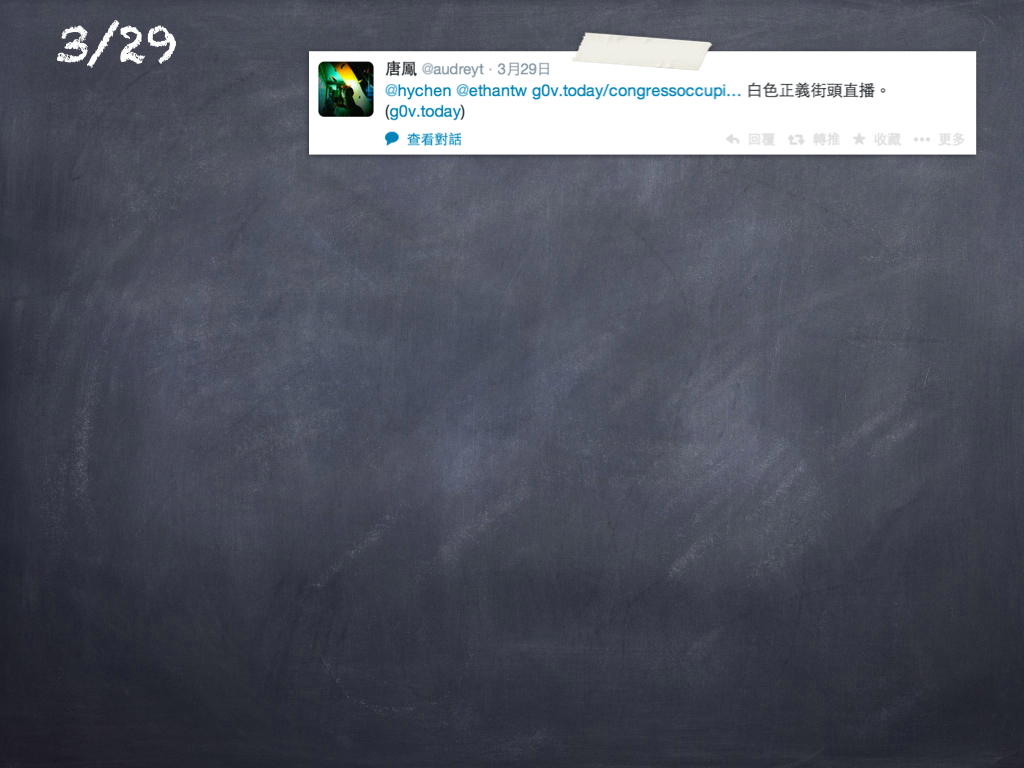 3/29
唐鳳 @audreyt · 3月29日
@hychen @ethantw g0v.today/congressoccupi... 白色正義街頭直播。
(g0v.today)
查看對話 回覆 轉推 收藏 更多